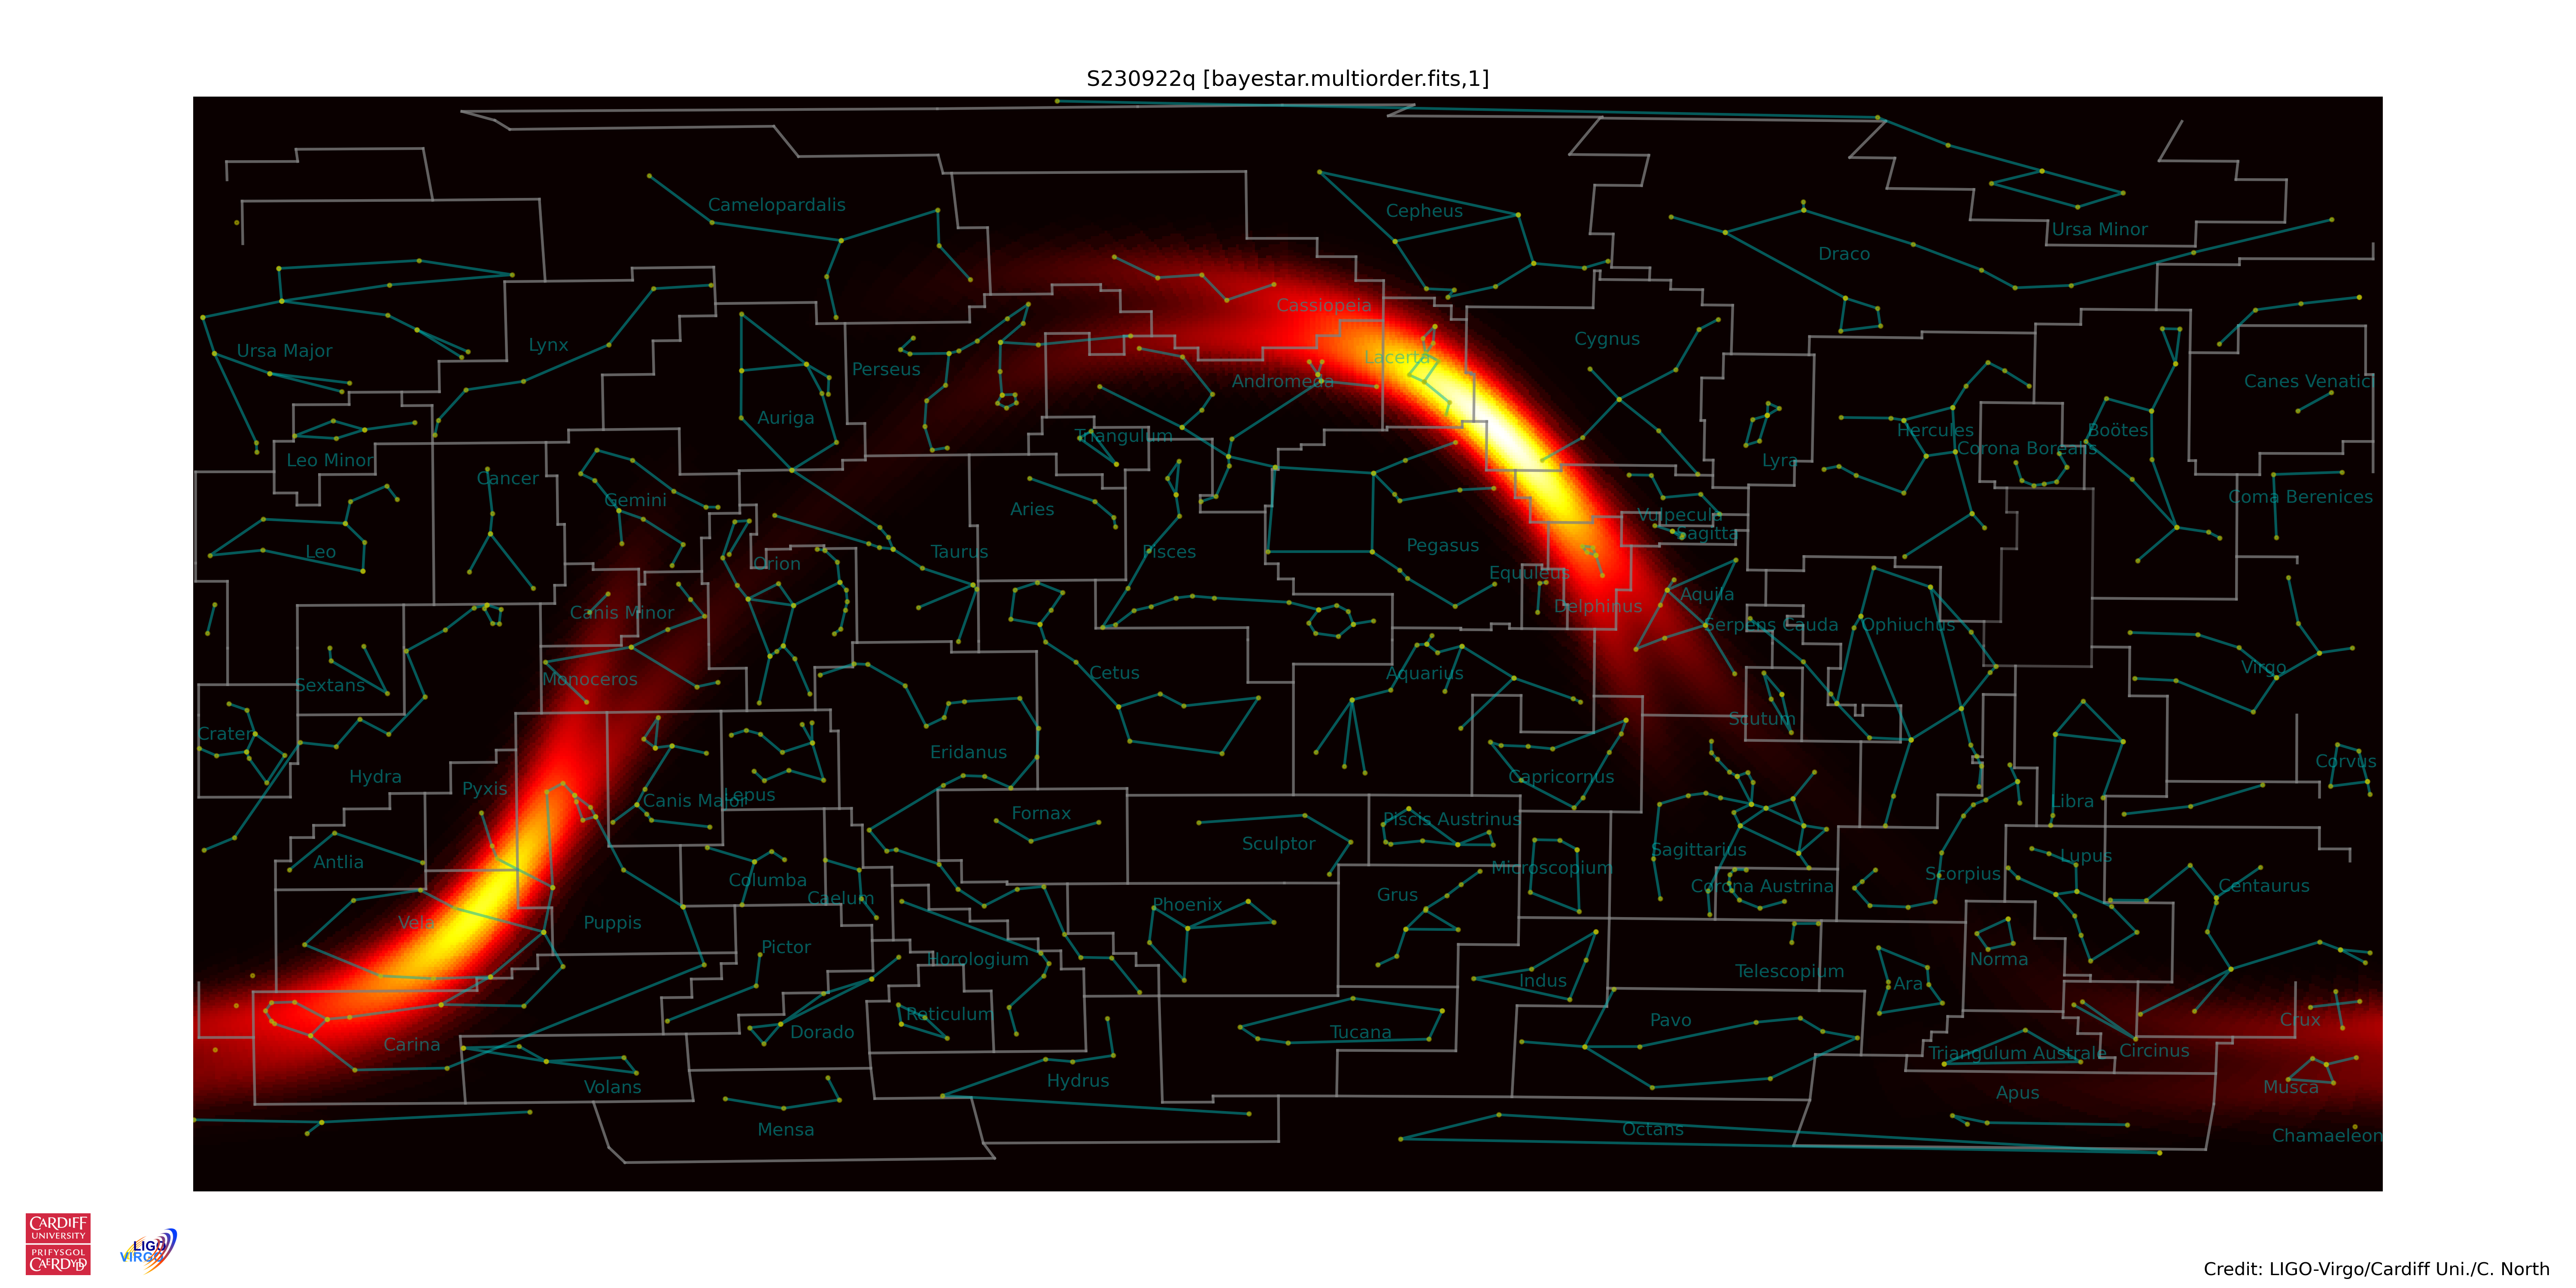 S230922q [bayestar.multiorder.fits,1]
Camelopardalis
Cepheus
Ursa Minor
Draco
Cassiopeia
Ursa Major
Lynx
Cygnus
Lacerta
Perseus
Andromeda
Canes Venatici
Auriga
Triangulum
Hercules
Boötes
Corona Borealis
Leo Minor
Lyra
Cancer
Gemini
Coma Berenices
Aries
Vulpecula
Sagitta
Leo
Taurus
Pisces
Pegasus
Orion
Equuleus
Aquila
Delphinus
Canis Minor
Serpens Cauda
Ophiuchus
Virgo
Cetus
Aquarius
Monoceros
Sextans
Scutum
Crater
Eridanus
Corvus
Hydra
Capricornus
Pyxis
Lepus
Canis Major
Libra
Fornax
Piscis Austrinus
Sculptor
Sagittarius
Lupus
Antlia
Microscopium
Scorpius
Columba
Corona Austrina
Centaurus
Caelum
Grus
Phoenix
Vela
Puppis
Pictor
Horologium
Norma
Telescopium
Indus
Ara
Reticulum
Pavo
Crux
Dorado
Tucana
Carina
Circinus
Triangulum Australe
Hydrus
Volans
Musca
Apus
Mensa
Octans
Chamaeleon
CARDIFF
UNIVERSITY
PRIFYSGOL
CAERDYDD
LIGO
VIRGO
Credit: LIGO-Virgo/Cardiff Uni./C. North